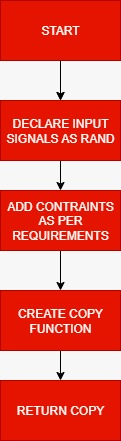 START
DECLARE INPUT
SIGNALS AS RAND
ADD CONTRAINTS
AS PER
REQUIREMENTS
CREATE COPY
FUNCTION
RETURN COPY